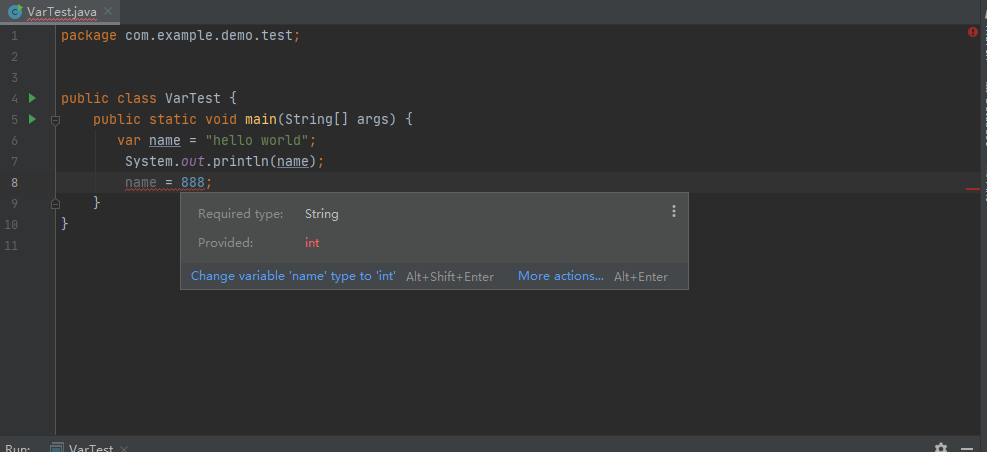 VarTest.java
1 package com.example.demo.test;
2
3
4 public class VarTest {
5 public static void main(String[] args) {
6 var name = "hello world";
7 System.out.println(name);
8 name = 888;
9 }
10 }
11
Required type: String
Provided: int
Change variable 'name' type to 'int' Alt+Shift+Enter More actions... Alt+Enter
Run: VarTest